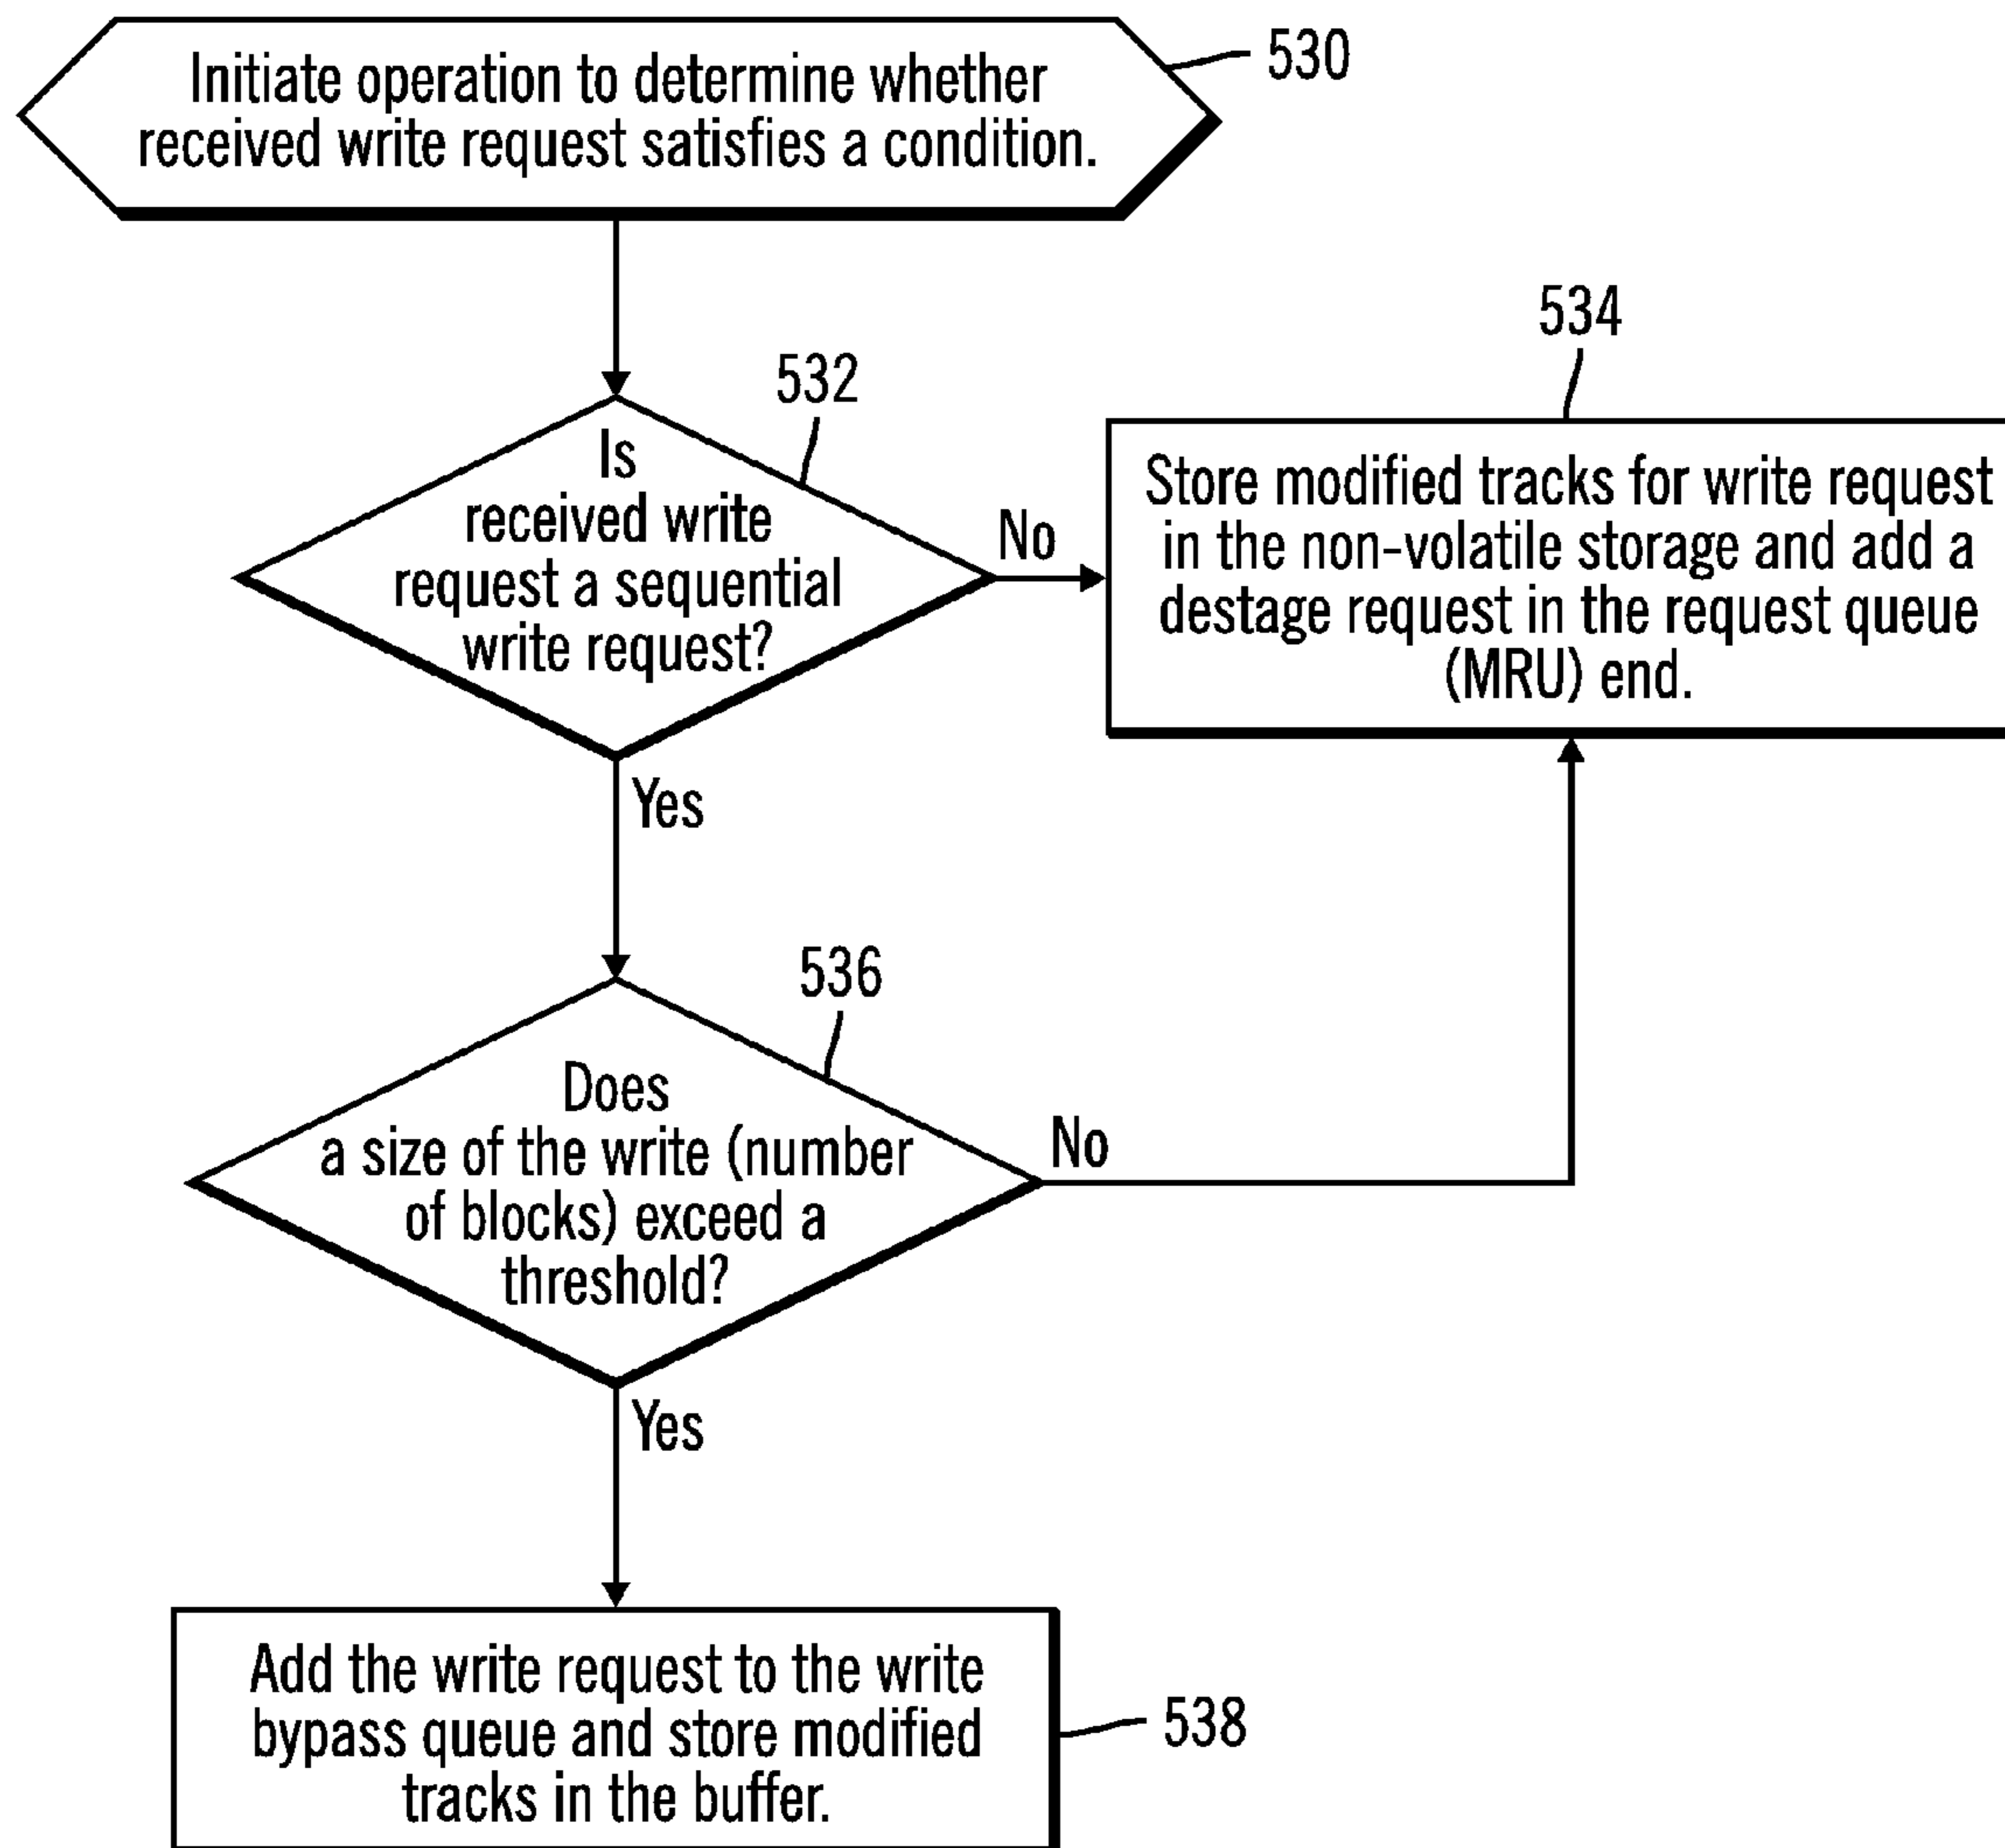 Initiate operation to determine whether
received write request satisfies a condition.
530
532
Is
received write
request a sequential
write request?
No
534
Store modified tracks for write request
in the non-volatile storage and add a
destage request in the request queue
(MRU) end.
Yes
536
Does
a size of the write (number
of blocks) exceed a
threshold?
No
Yes
Add the write request to the write
bypass queue and store modified
tracks in the buffer.
538